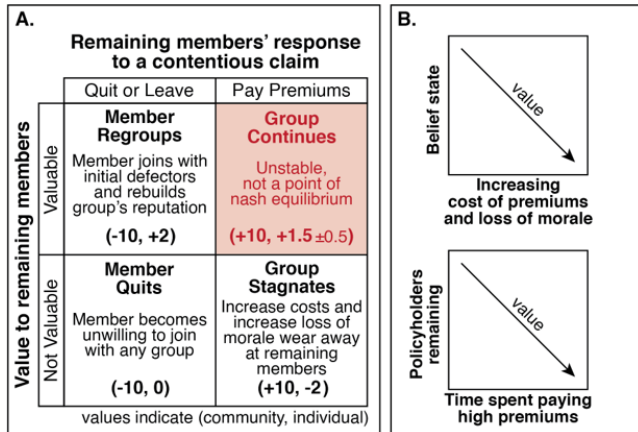 A.
Remaining members' response
to a contentious claim
Quit or Leave
Pay Premiums
Value to remaining members
Valuable
Member
Regroups
Member joins with
initial defectors
and rebuilds
group's reputation
(-10, +2)
Group
Continues
Unstable,
not a point of
nash equilibrium
(+10, +1.5 ±0.5)
Not Valuable
Member
Quits
Member becomes
unwilling to join
with any group
(-10, 0)
Group
Stagnates
Increase costs and
increase loss of
morale wear away
at remaining
members
(+10, -2)
values indicate (community, individual)
B.
Belief state
value
Increasing
cost of premiums
and loss of morale
Policyholders
remaining
value
Time spent paying
high premiums